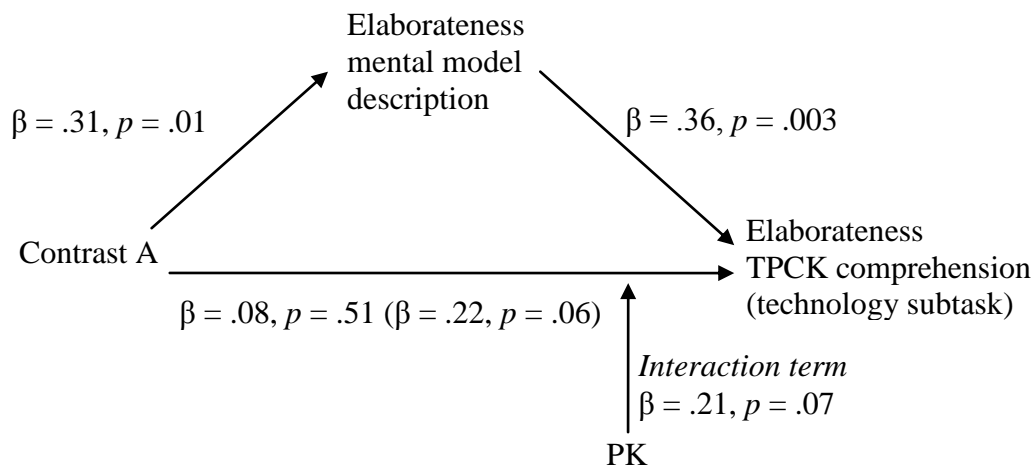 Elaborateness
mental model
description
β = .31, p = .01
β = .36, p = .003
Contrast A
Elaborateness
TPCK comprehension
(technology subtask)
β = .08, p = .51 (β = .22, p = .06)
Interaction term
β = .21, p = .07
PK